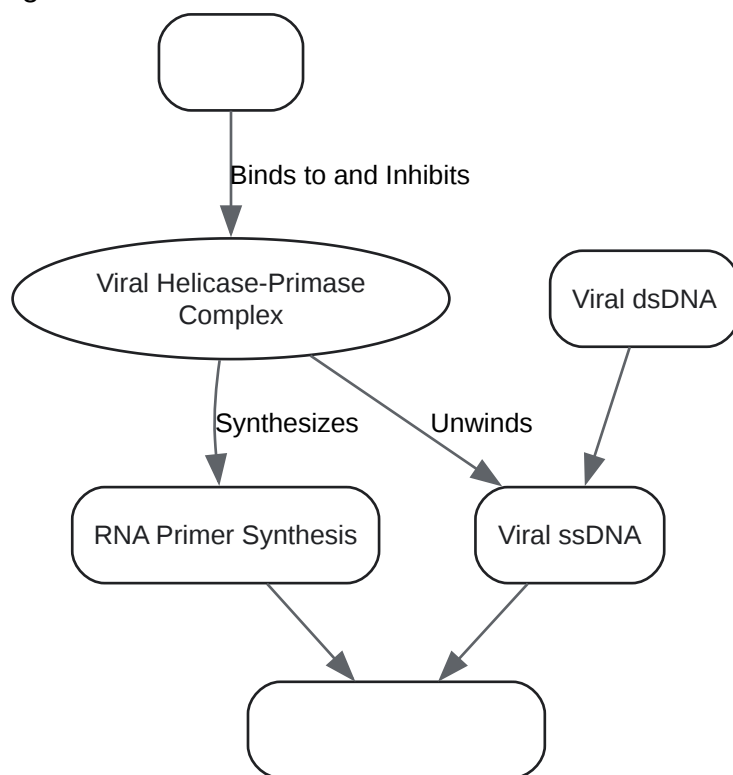 Binds to and Inhibits
Viral Helicase-Primase
Complex
Viral dsDNA
Synthesizes
Unwinds
RNA Primer Synthesis
Viral ssDNA